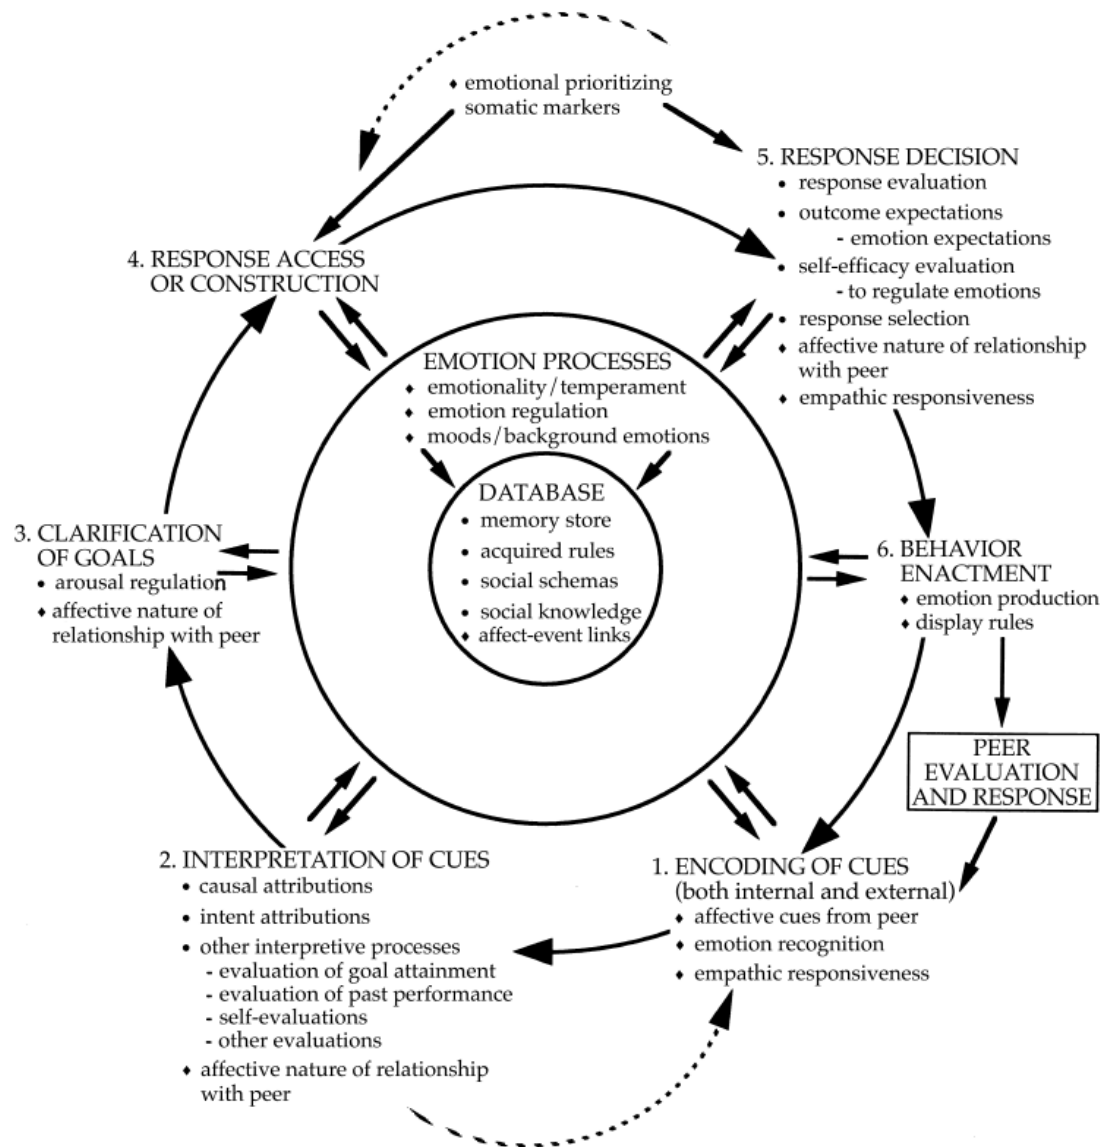 ♦ emotional prioritizing
somatic markers
5. RESPONSE DECISION
• response evaluation
• outcome expectations
- emotion expectations
• self-efficacy evaluation
- to regulate emotions
• response selection
♦ affective nature of relationship
with peer
♦ empathic responsiveness
4. RESPONSE ACCESS
OR CONSTRUCTION
EMOTION PROCESSES
♦ emotionality/temperament
♦ emotion regulation
♦ moods/background emotions
DATABASE
• memory store
• acquired rules
• social schemas
• social knowledge
♦ affect-event links
3. CLARIFICATION
OF GOALS
• arousal regulation
♦ affective nature of
relationship with peer
6. BEHAVIOR
ENACTMENT
♦ emotion production
♦ display rules
PEER
EVALUATION
AND RESPONSE
2. INTERPRETATION OF CUES
• causal attributions
• intent attributions
• other interpretive processes
- evaluation of goal attainment
- evaluation of past performance
- self-evaluations
- other evaluations
♦ affective nature of relationship
with peer
1. ENCODING OF CUES
(both internal and external)
♦ affective cues from peer
♦ emotion recognition
♦ empathic responsiveness